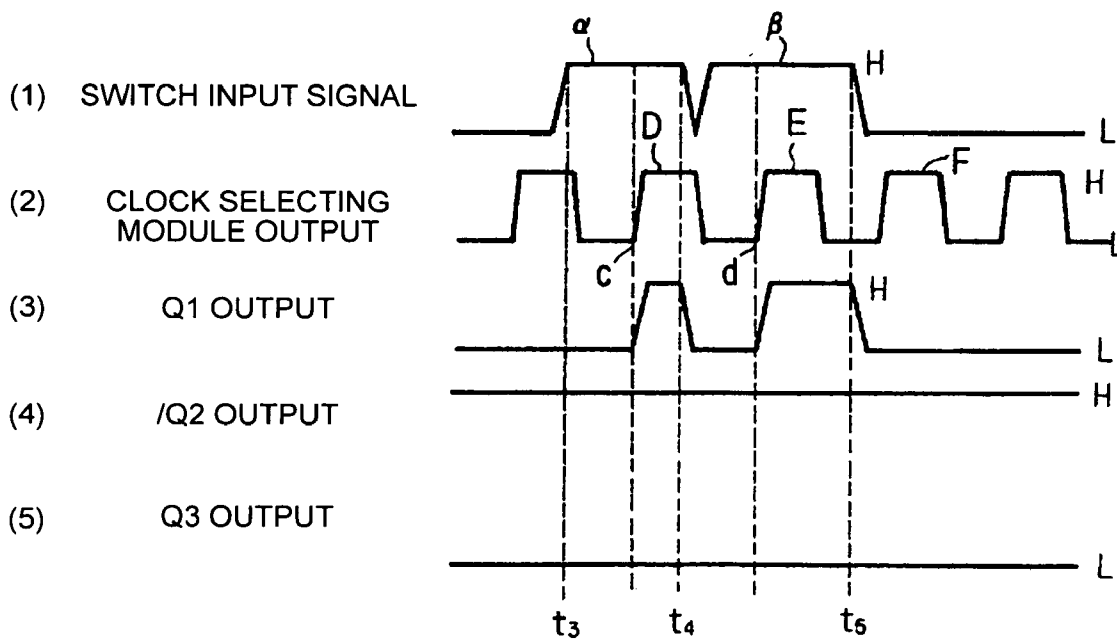 α β
(1) SWITCH INPUT SIGNAL H
L
D E F
(2) CLOCK SELECTING H
MODULE OUTPUT L
c d
(3) Q1 OUTPUT H
L
(4) /Q2 OUTPUT H
(5) Q3 OUTPUT
L
t3 t4 t5